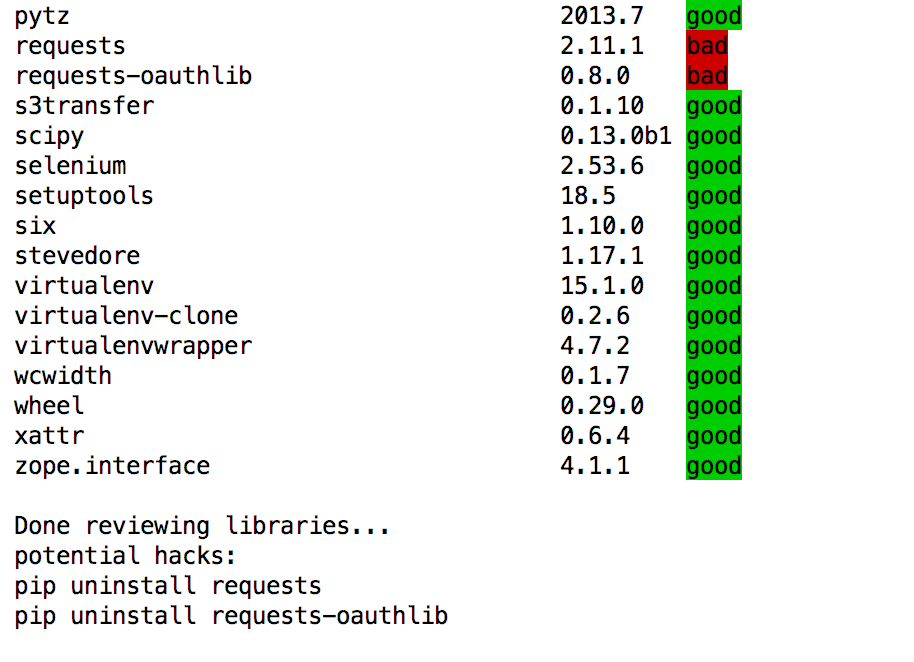 pytz 2013.7 good
requests 2.11.1 bad
requests-oauthlib 0.8.0 bad
s3transfer 0.1.10 good
scipy 0.13.0b1 good
selenium 2.53.6 good
setuptools 18.5 good
six 1.10.0 good
stevedore 1.17.1 good
virtualenv 15.1.0 good
virtualenv-clone 0.2.6 good
virtualenvwrapper 4.7.2 good
wcwidth 0.1.7 good
wheel 0.29.0 good
xattr 0.6.4 good
zope.interface 4.1.1 good
Done reviewing libraries...
potential hacks:
pip uninstall requests
pip uninstall requests-oauthlib